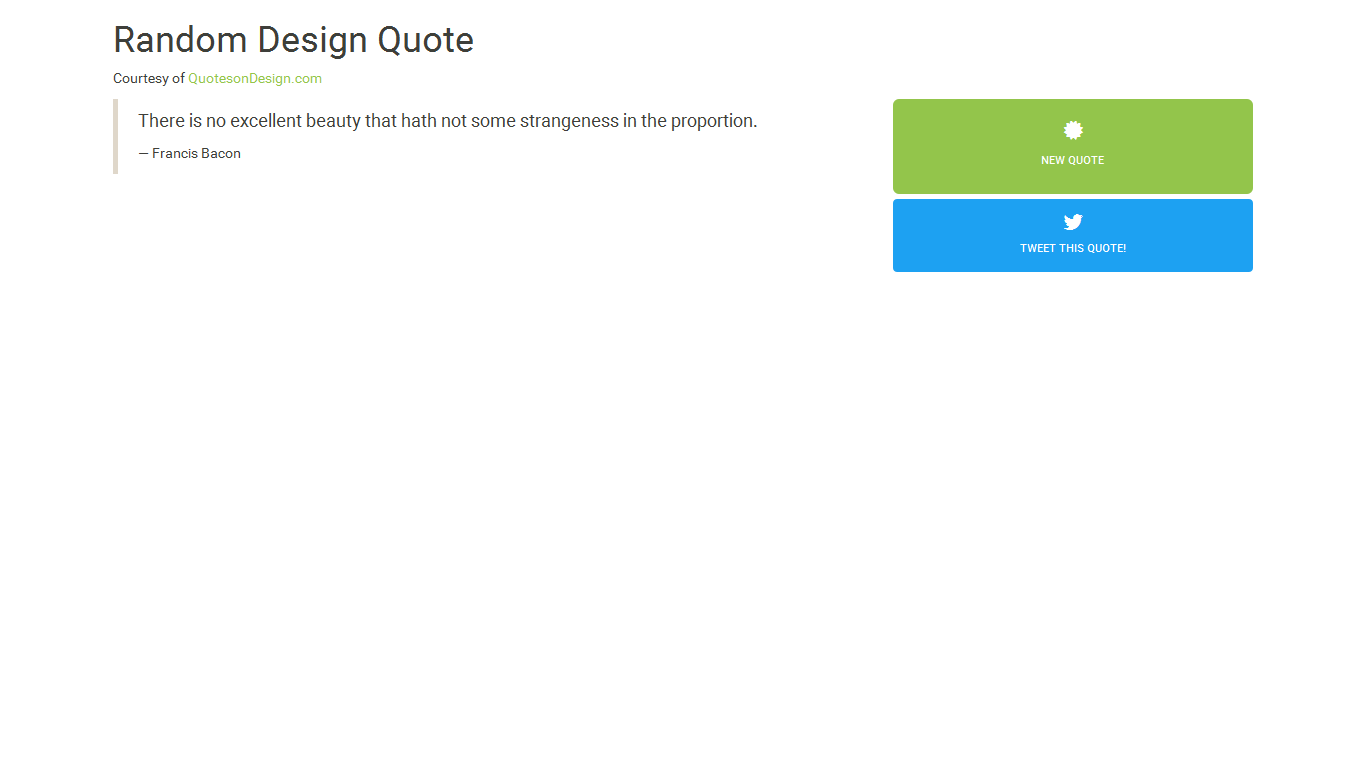 Random Design Quote
Courtesy of QuotesonDesign.com
There is no excellent beauty that hath not some strangeness in the proportion.
— Francis Bacon
NEW QUOTE
TWEET THIS QUOTE!